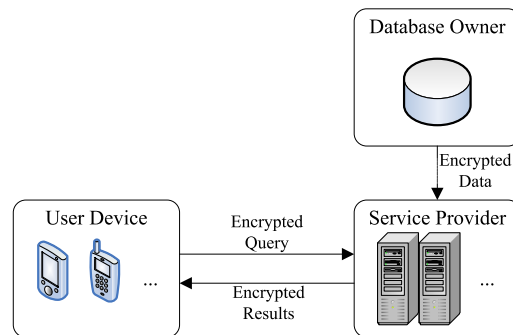 Database Owner
Encrypted
Data
User Device
...
Encrypted
Query
Encrypted
Results
Service Provider
...